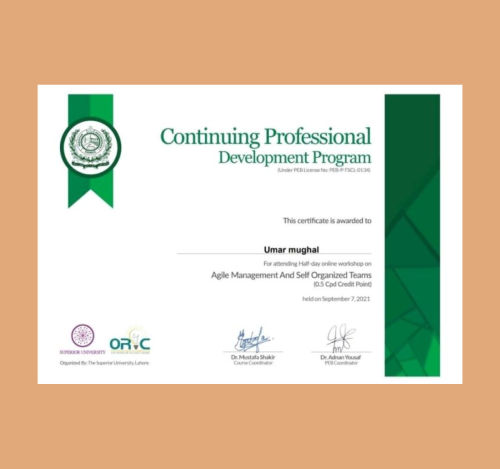 Continuing Professional
Development Program
(Under PEB License No: PEB-P-TSCL-0134)
This certificate is awarded to
Umar mughal
For attending Half-day online workshop on
Agile Management And Self Organized Teams
(0.5 Cpd Credit Point)
held on September 7, 2021
SUPERIOR UNIVERSITY
ORIC
Organized By: The Superior University, Lahore
Dr. Mustafa Shakir
Course Coordinator
Dr. Adnan Yousaf
PEB Coordinator